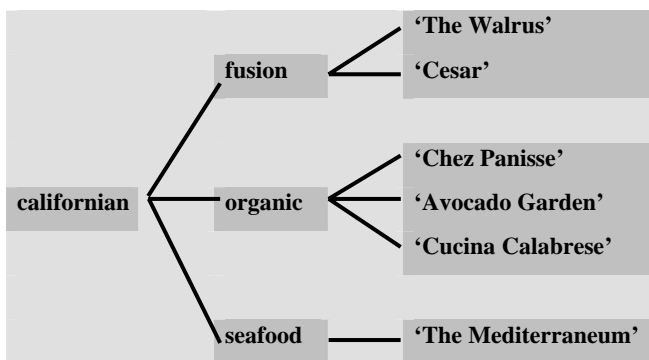 ‘The Walrus’
fusion ‘Cesar’
‘Chez Panisse’
californian organic ‘Avocado Garden’
‘Cucina Calabrese’
seafood ‘The Mediterraneum’